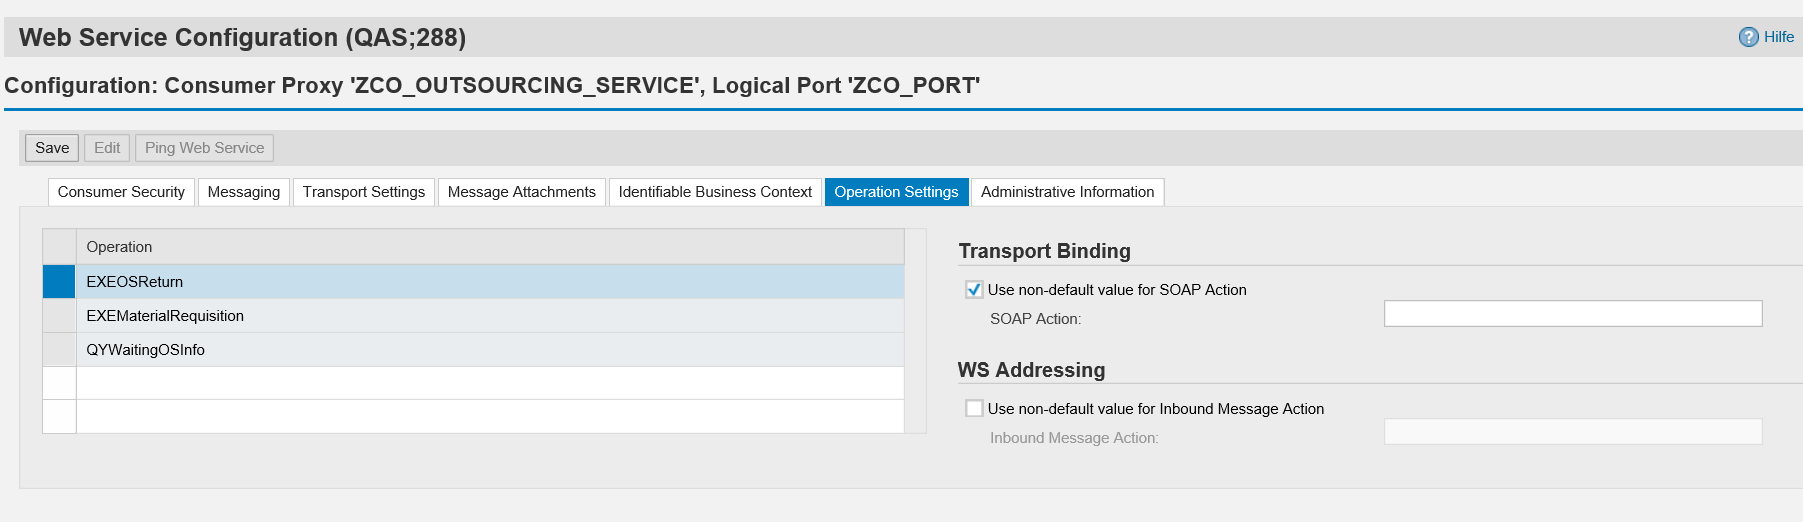 Web Service Configuration (QAS;288)
Hilfe
Configuration: Consumer Proxy 'ZCO_OUTSOURCING_SERVICE', Logical Port 'ZCO_PORT'
Save Edit Ping Web Service
Consumer Security Messaging Transport Settings Message Attachments Identifiable Business Context Operation Settings Administrative Information
Operation
EXEOSReturn
EXEMaterialRequisition
QYWaitingOSInfo
Transport Binding
Use non-default value for SOAP Action
SOAP Action:
WS Addressing
Use non-default value for Inbound Message Action
Inbound Message Action: